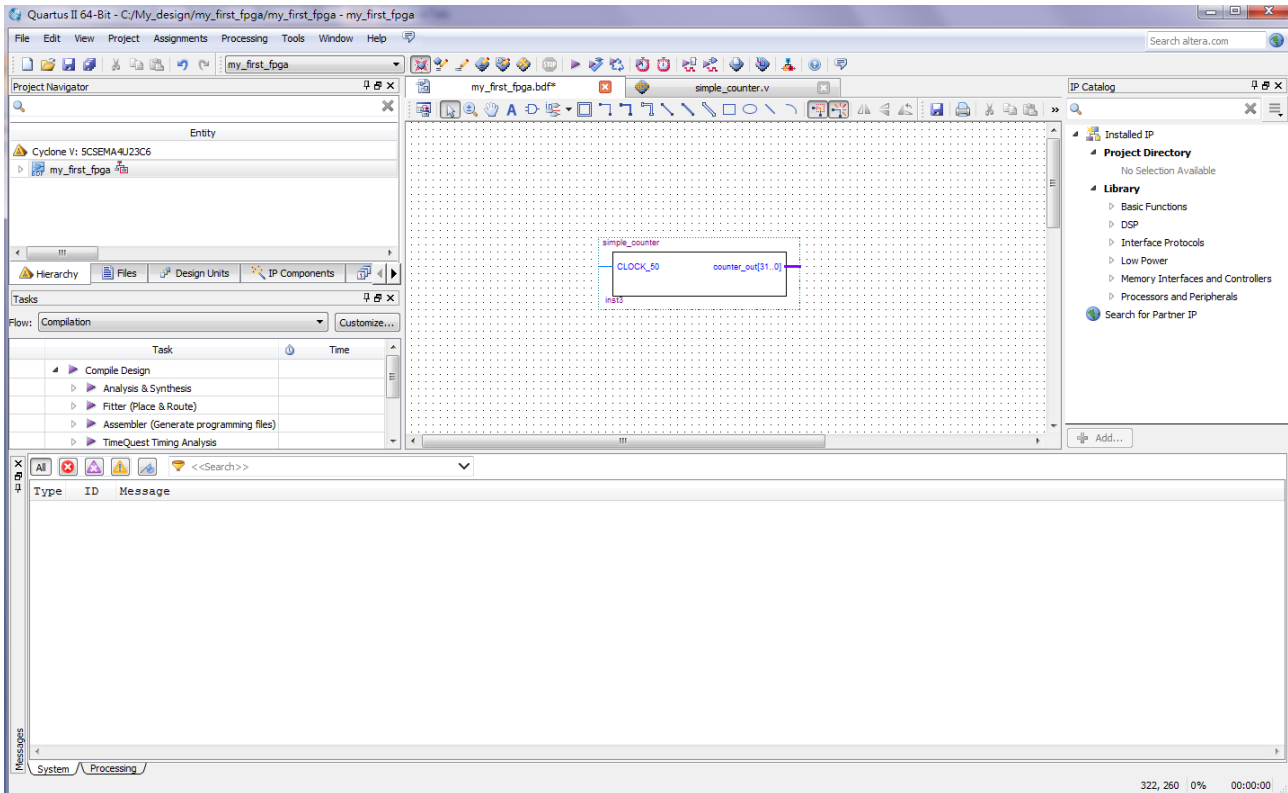 Quartus II 64-Bit - C:/My_design/my_first_fpga/my_first_fpga - my_first_fpga
File Edit View Project Assignments Processing Tools Window Help
Search altera.com
my_first_fpga
Project Navigator
Entity
Cyclone V: 5CSEMA4U23C6
my_first_fpga
Hierarchy Files Design Units IP Components
Tasks
Flow: Compilation Customize...
Task Time
Compile Design
Analysis & Synthesis
Fitter (Place & Route)
Assembler (Generate programming files)
TimeQuest Timing Analysis
my_first_fpga.bdf* simple_counter.v
simple_counter
CLOCK_50 counter_out[31..0]
inst3
IP Catalog
Installed IP
Project Directory
No Selection Available
Library
Basic Functions
DSP
Interface Protocols
Low Power
Memory Interfaces and Controllers
Processors and Peripherals
Search for Partner IP
Add...
All <<Search>>
Type ID Message
Messages
System Processing
322, 260 0% 00:00:00